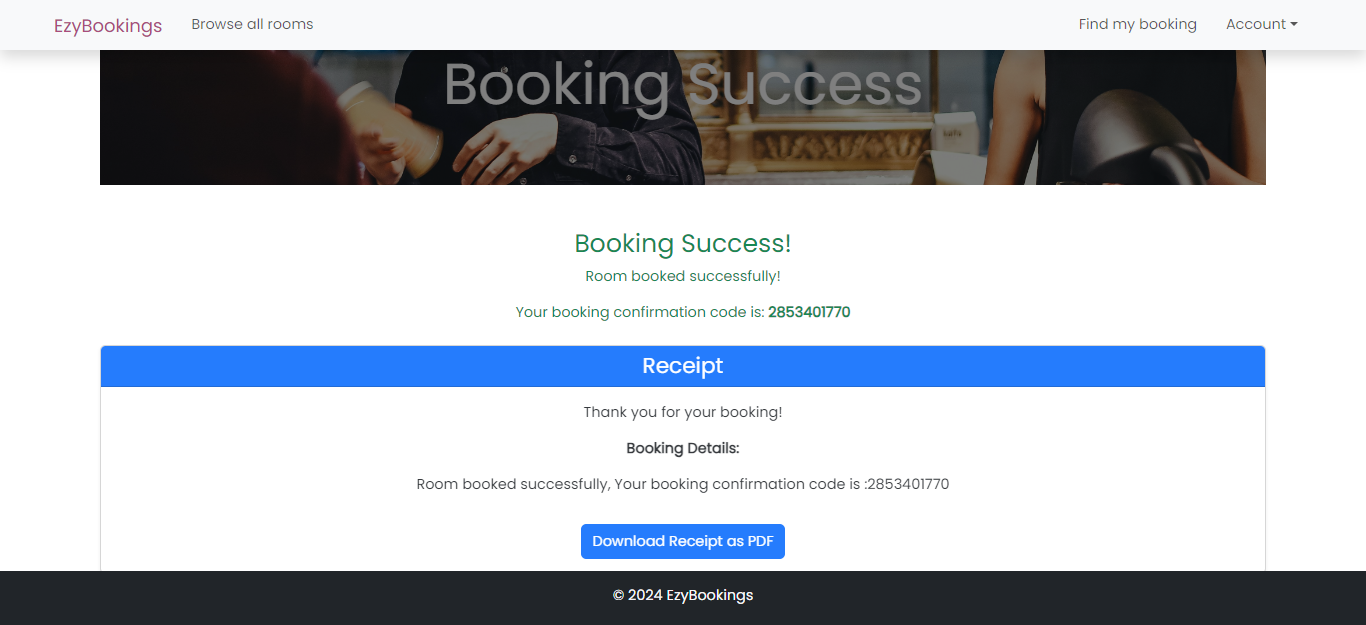 EzyBookings Browse all rooms Find my booking Account
Booking Success
Booking Success!
Room booked successfully!
Your booking confirmation code is: 2853401770
Receipt
Thank you for your booking!
Booking Details:
Room booked successfully, Your booking confirmation code is :2853401770
Download Receipt as PDF
© 2024 EzyBookings